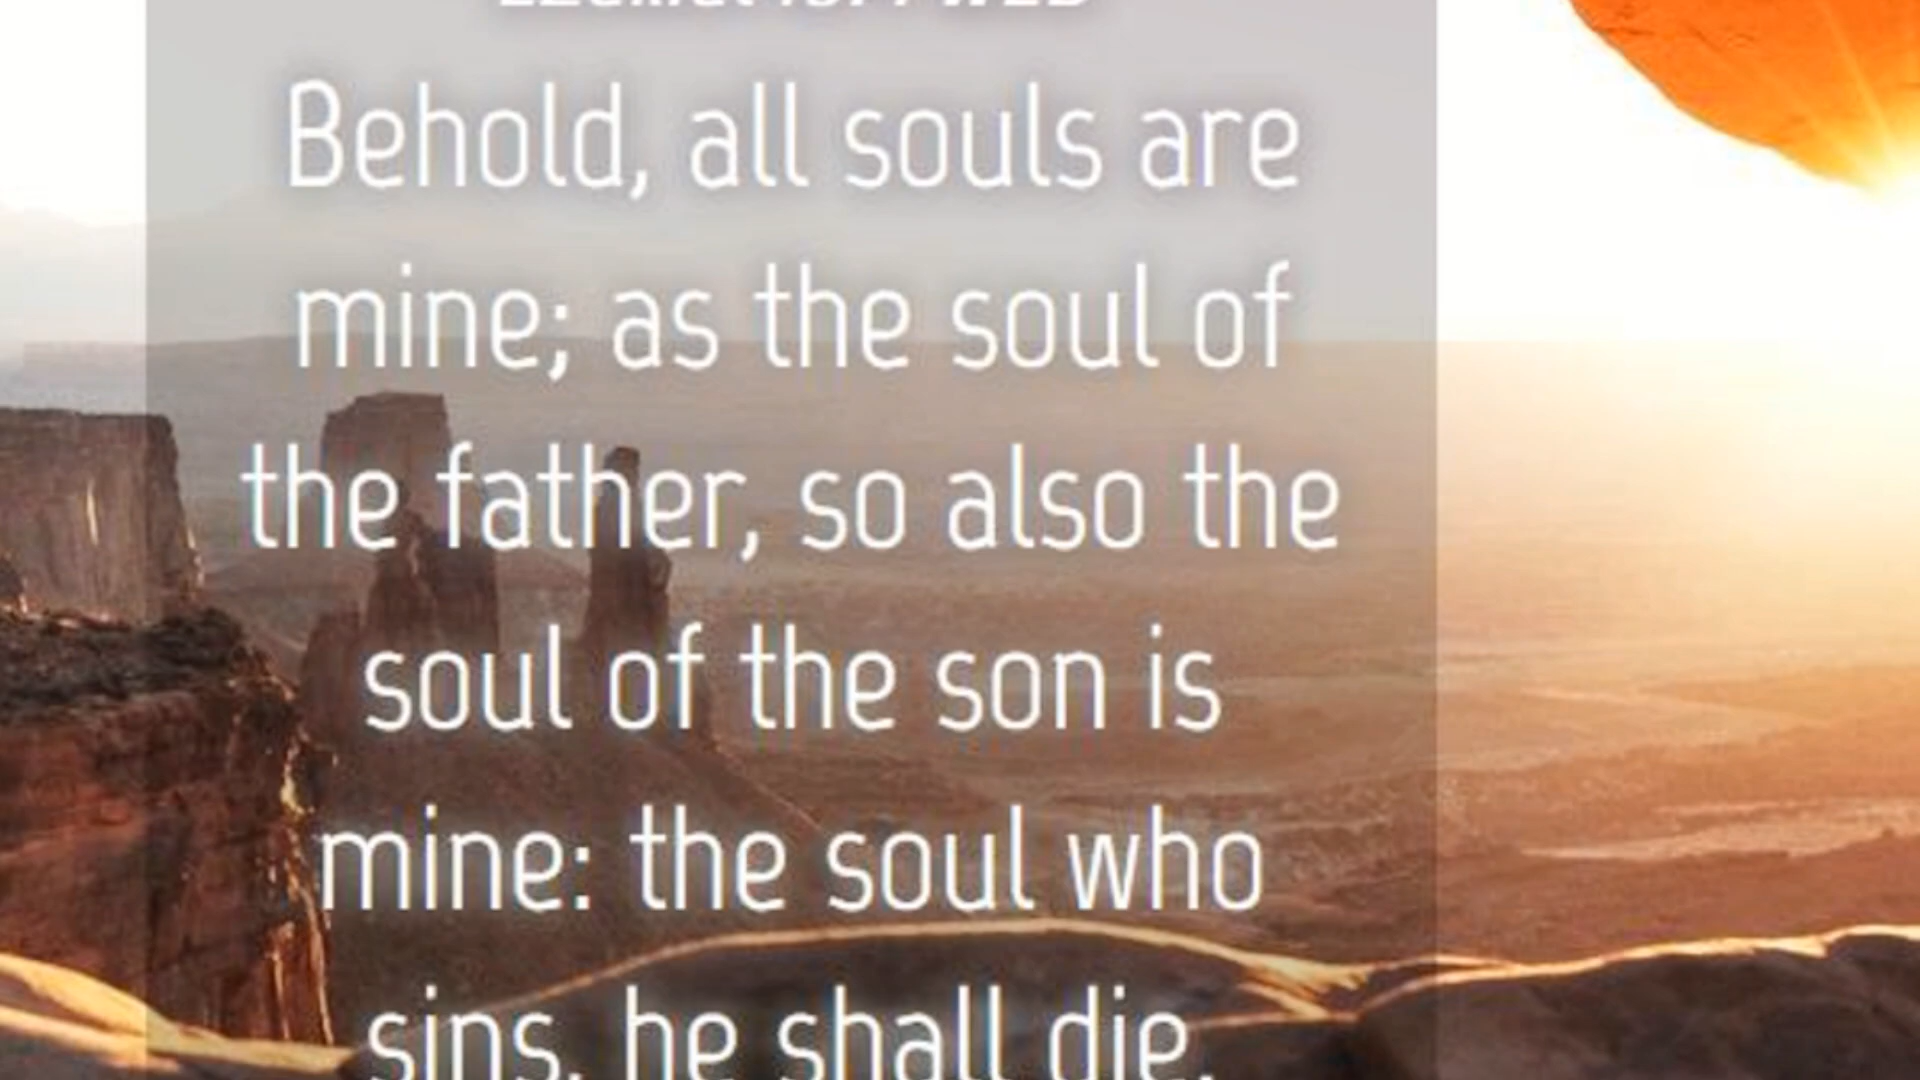 Behold, all souls are
mine; as the soul of
the father, so also the
soul of the son is
mine: the soul who
sins, he shall die.